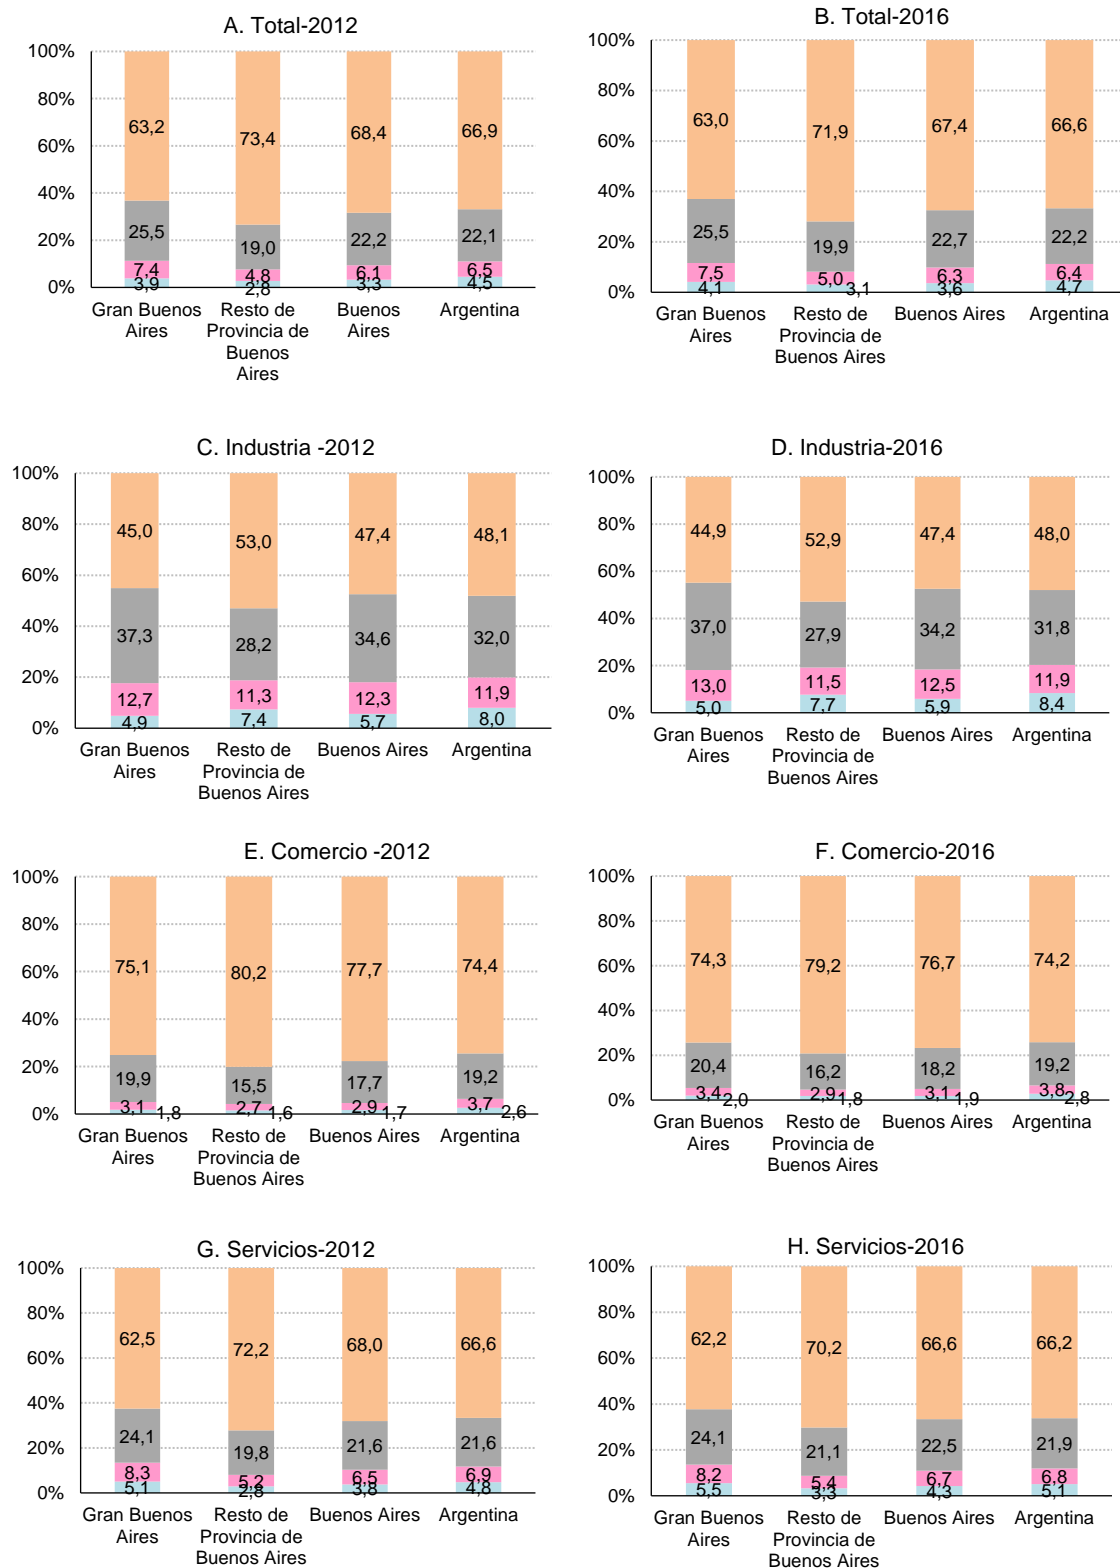 A. Total-2012
100%
80%
60%
40%
20%
0%
63,2
73,4
68,4
66,9
25,5
19,0
22,2
22,1
7,4
4,8
6,1
6,5
3,9
2,8
3,3
4,5
Gran Buenos
Aires
Resto de
Provincia de
Buenos
Aires
Buenos
Aires
Argentina
B. Total-2016
100%
80%
60%
40%
20%
0%
63,0
71,9
67,4
66,6
25,5
19,9
22,7
22,2
7,5
5,0
6,3
6,4
4,1
3,1
3,6
4,7
Gran Buenos
Aires
Resto de
Provincia de
Buenos Aires
Buenos Aires
Argentina
C. Industria -2012
100%
80%
60%
40%
20%
0%
45,0
53,0
47,4
48,1
37,3
28,2
34,6
32,0
12,7
11,3
12,3
11,9
4,9
7,4
5,7
8,0
Gran Buenos
Aires
Resto de
Provincia de
Buenos Aires
Buenos Aires
Argentina
D. Industria-2016
100%
80%
60%
40%
20%
0%
44,9
52,9
47,4
48,0
37,0
27,9
34,2
31,8
13,0
11,5
12,5
11,9
5,0
7,7
5,9
8,4
Gran Buenos
Aires
Resto de
Provincia de
Buenos Aires
Buenos Aires
Argentina
E. Comercio -2012
100%
80%
60%
40%
20%
0%
75,1
80,2
77,7
74,4
19,9
15,5
17,7
19,2
3,1
2,7
2,9
3,7
1,8
1,6
1,7
2,6
Gran Buenos
Aires
Resto de
Provincia de
Buenos Aires
Buenos Aires
Argentina
F. Comercio-2016
100%
80%
60%
40%
20%
0%
74,3
79,2
76,7
74,2
20,4
16,2
18,2
19,2
3,4
2,9
3,1
3,8
2,0
1,8
1,9
2,8
Gran Buenos
Aires
Resto de
Provincia de
Buenos Aires
Buenos Aires
Argentina
G. Servicios-2012
100%
80%
60%
40%
20%
0%
62,5
72,2
68,0
66,6
24,1
19,8
21,6
21,6
8,3
5,2
6,5
6,9
5,1
2,8
3,8
4,8
Gran Buenos
Aires
Resto de
Provincia de
Buenos Aires
Buenos Aires
Argentina
H. Servicios-2016
100%
80%
60%
40%
20%
0%
62,2
70,2
66,6
66,2
24,1
21,1
22,5
21,9
8,2
5,4
6,7
6,8
5,5
3,3
4,3
5,1
Gran Buenos
Aires
Resto de
Provincia de
Buenos Aires
Buenos Aires
Argentina